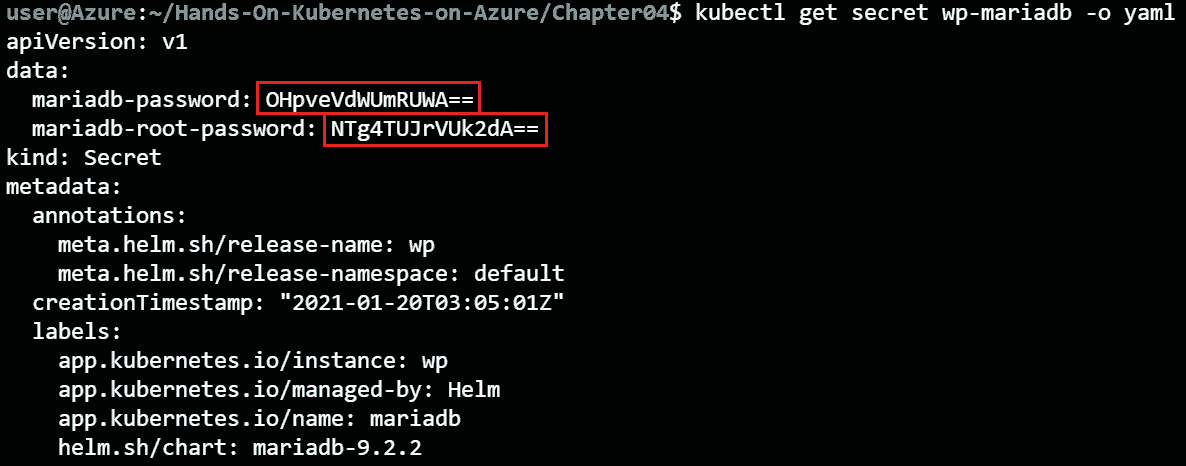 user@Azure:~/Hands-On-Kubernetes-on-Azure/Chapter04$ kubectl get secret wp-mariadb -o yaml
apiVersion: v1
data:
  mariadb-password: OHpveVdWUmRUWA==
  mariadb-root-password: NTg4TUJrVUk2dA==
kind: Secret
metadata:
  annotations:
    meta.helm.sh/release-name: wp
    meta.helm.sh/release-namespace: default
  creationTimestamp: "2021-01-20T03:05:01Z"
  labels:
    app.kubernetes.io/instance: wp
    app.kubernetes.io/managed-by: Helm
    app.kubernetes.io/name: mariadb
    helm.sh/chart: mariadb-9.2.2